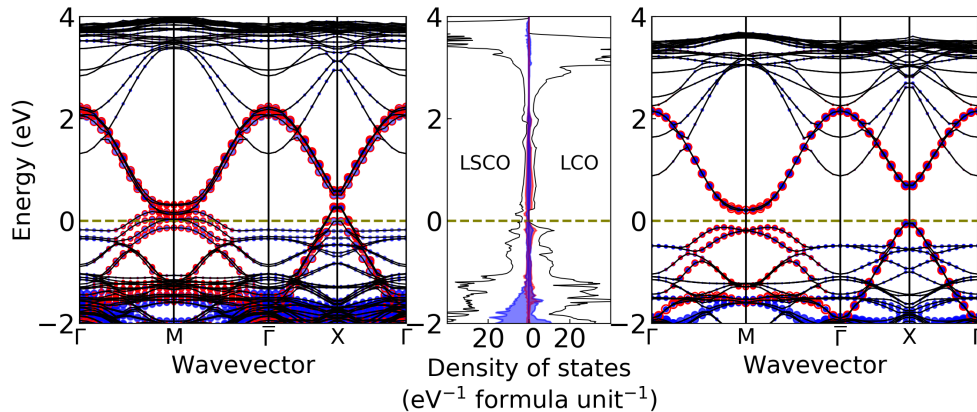 4
2
0
−2
Energy (eV)
Γ M Γ̅ X Γ
Wavevector
4
2
0
−2
LSCO LCO
20 0 20
Density of states
(eV⁻¹ formula unit⁻¹)
4
2
0
−2
Γ M Γ̅ X Γ
Wavevector